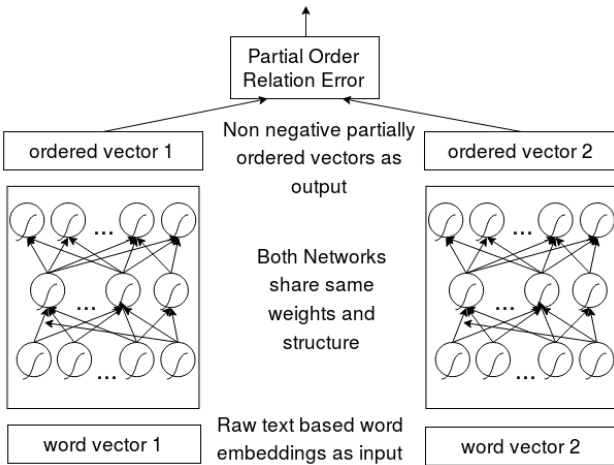 Partial Order
Relation Error
ordered vector 1
Non negative partially
ordered vectors as
output
ordered vector 2
...
...
...
Both Networks
share same
weights and
structure
...
...
...
word vector 1
Raw text based word
embeddings as input
word vector 2